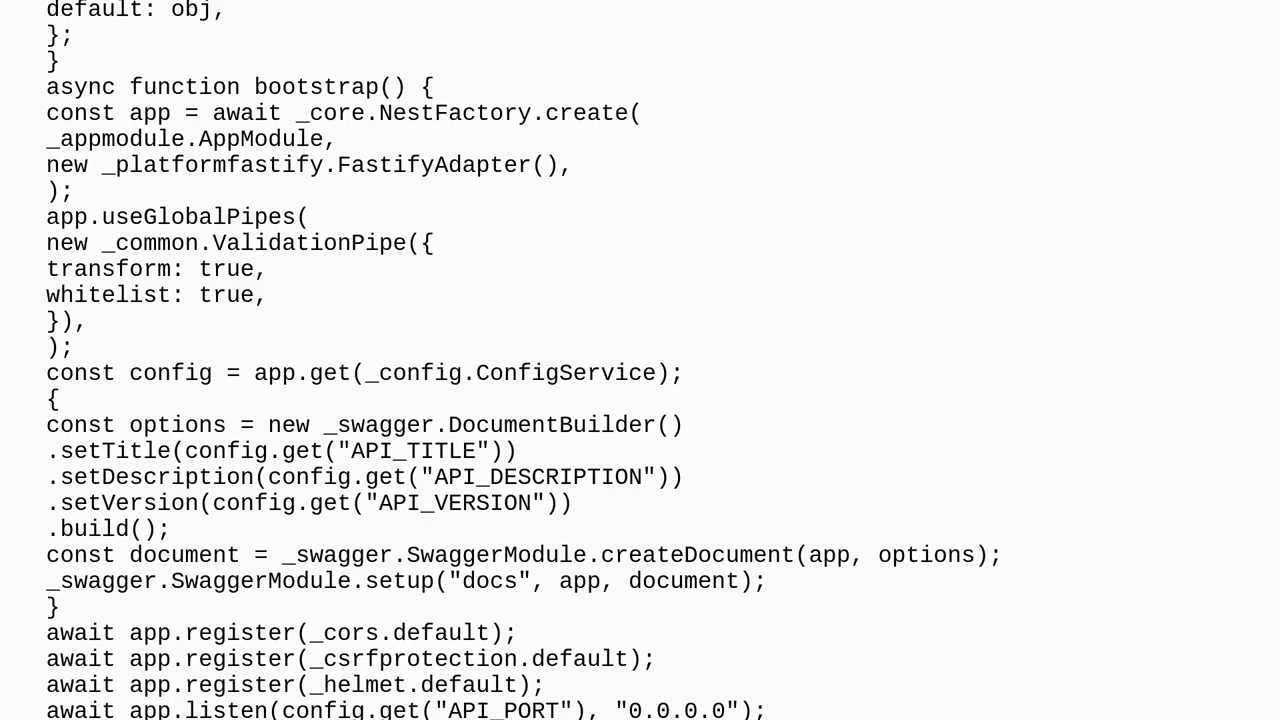 default: obj,
};
}
async function bootstrap() {
const app = await _core.NestFactory.create(
_appmodule.AppModule,
new _platformfastify.FastifyAdapter(),
);
app.useGlobalPipes(
new _common.ValidationPipe({
transform: true,
whitelist: true,
}),
);
const config = app.get(_config.ConfigService);
{
const options = new _swagger.DocumentBuilder()
.setTitle(config.get("API_TITLE"))
.setDescription(config.get("API_DESCRIPTION"))
.setVersion(config.get("API_VERSION"))
.build();
const document = _swagger.SwaggerModule.createDocument(app, options);
_swagger.SwaggerModule.setup("docs", app, document);
}
await app.register(_cors.default);
await app.register(_csrfprotection.default);
await app.register(_helmet.default);
await app.listen(config.get("API_PORT"), "0.0.0.0");